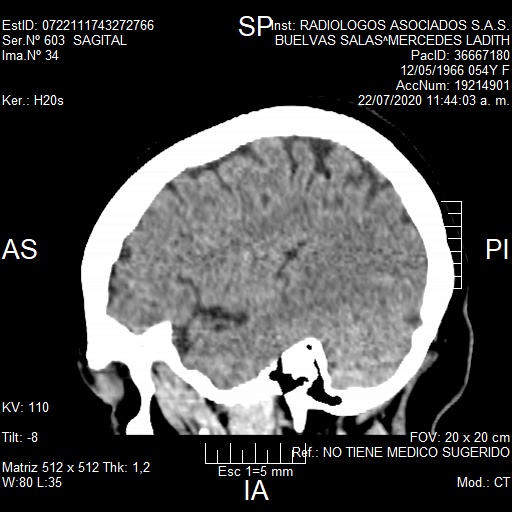 EstID: 0722111743272766
Ser.Nº 603 SAGITAL
Ima.Nº 34
Ker.: H20s
SP
Inst: RADIOLOGOS ASOCIADOS S.A.S.
BUELVAS SALAS^MERCEDES LADITH
PacID: 36667180
12/05/1966 054Y F
AccNum: 19214901
22/07/2020 11:44:03 a. m.
AS
PI
KV: 110
Tilt: -8
Matriz 512 x 512 Thk: 1,2
W:80 L:35
Esc 1=5 mm
IA
FOV: 20 x 20 cm
Ref.: NO TIENE MEDICO SUGERIDO
Mod.: CT